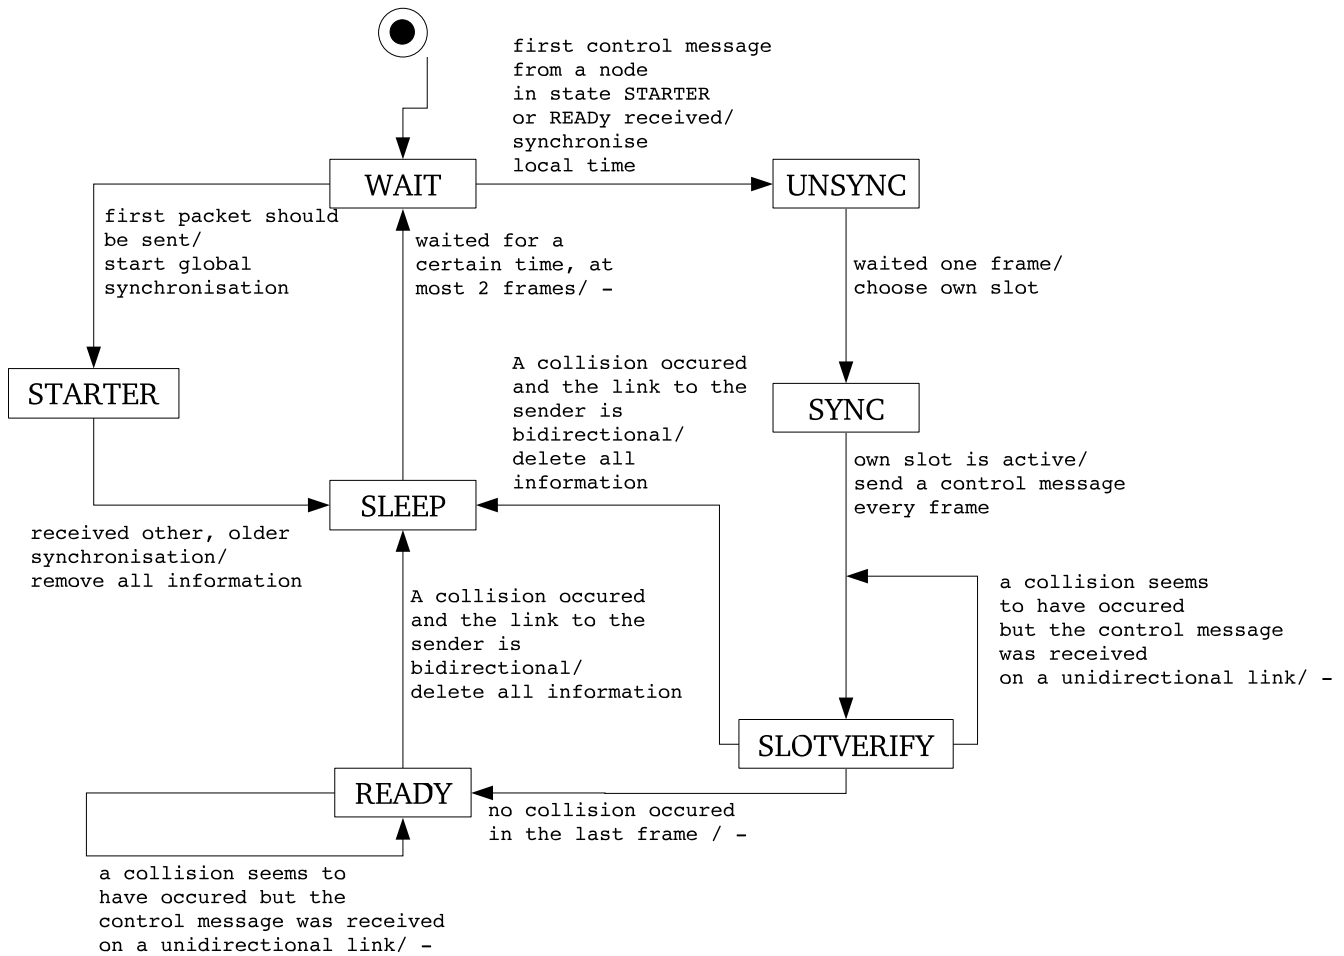 first control message
from a node
in state STARTER
or READy received/
synchronise
local time
WAIT
UNSYNC
first packet should
be sent/
start global
synchronisation
waited for a
certain time, at
most 2 frames/ -
waited one frame/
choose own slot
STARTER
A collision occured
and the link to the
sender is
bidirectional/
delete all
information
SYNC
own slot is active/
send a control message
every frame
SLEEP
received other, older
synchronisation/
remove all information
A collision occured
and the link to the
sender is
bidirectional/
delete all information
a collision seems
to have occured
but the control message
was received
on a unidirectional link/ -
SLOTVERIFY
READY
no collision occured
in the last frame / -
a collision seems to
have occured but the
control message was received
on a unidirectional link/ -